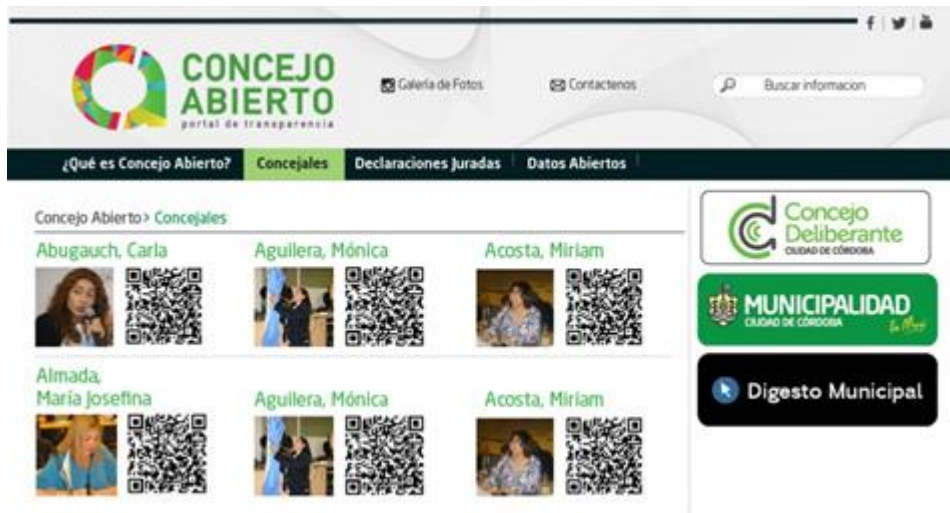 CONCEJO
ABIERTO
portal de transparencia
Galería de Fotos
Contactenos
Buscar informacion
¿Qué es Concejo Abierto?
Concejales
Declaraciones Juradas
Datos Abiertos
Concejo Abierto> Concejales
Abugauch, Carla
Aguilera, Mónica
Acosta, Miriam
Almada,
María Josefina
Aguilera, Mónica
Acosta, Miriam
Concejo
Deliberante
CIUDAD DE CÓRDOBA
MUNICIPALIDAD
CIUDAD DE CÓRDOBA
Digesto Municipal